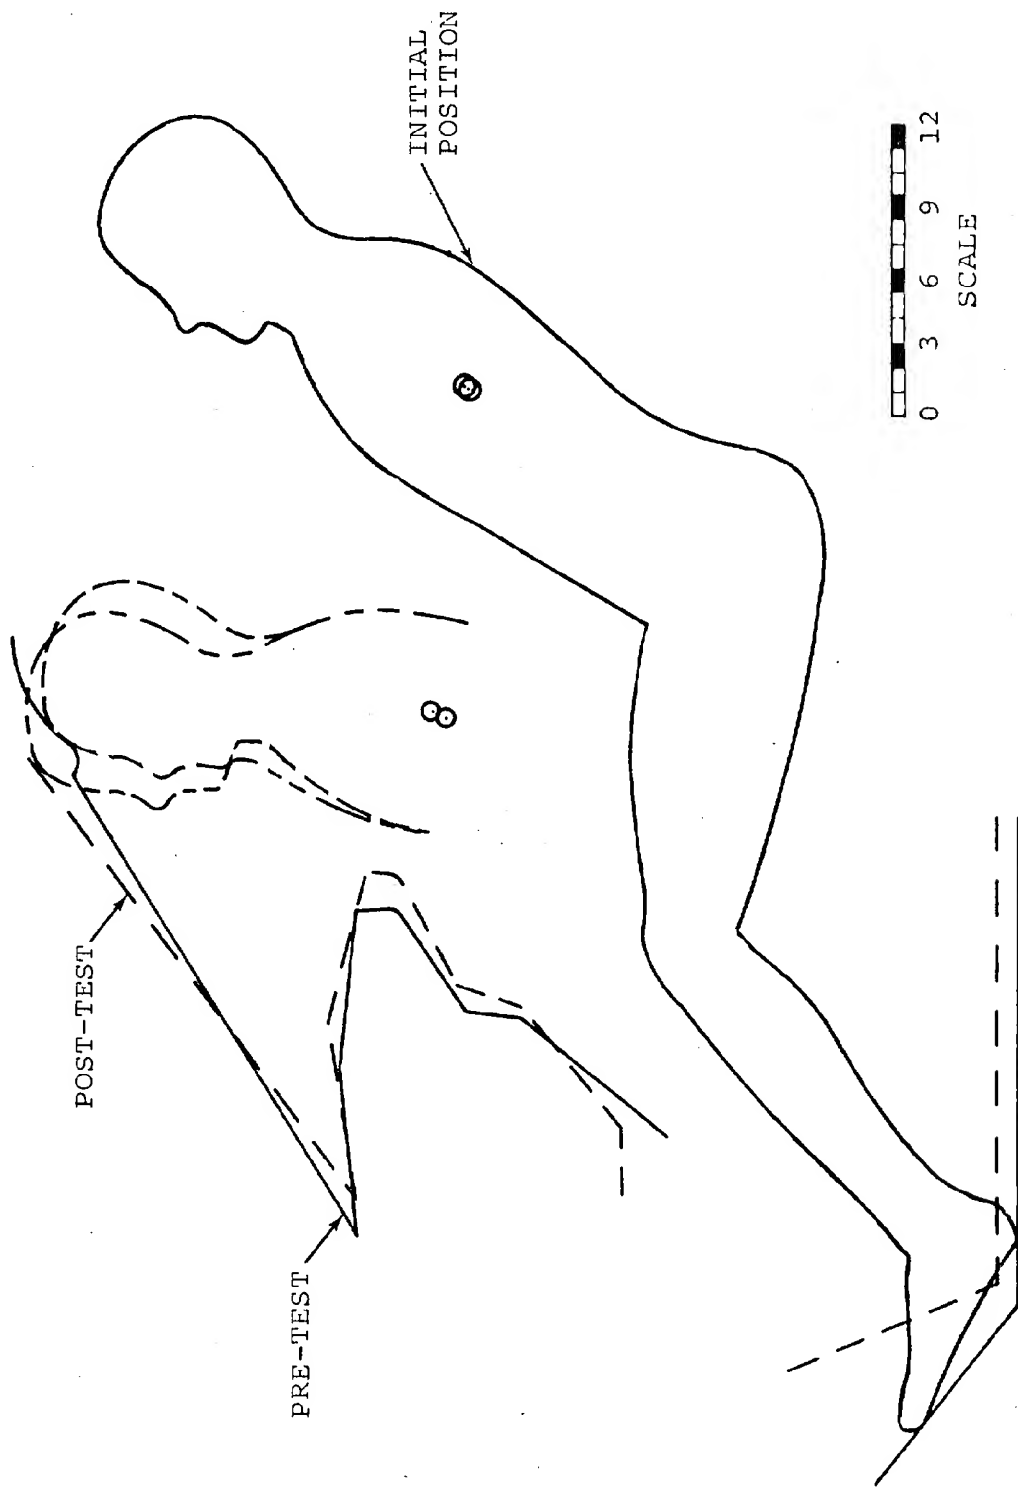 INITIAL
POSITION
POST-TEST
PRE-TEST
0 3 6 9 12
SCALE